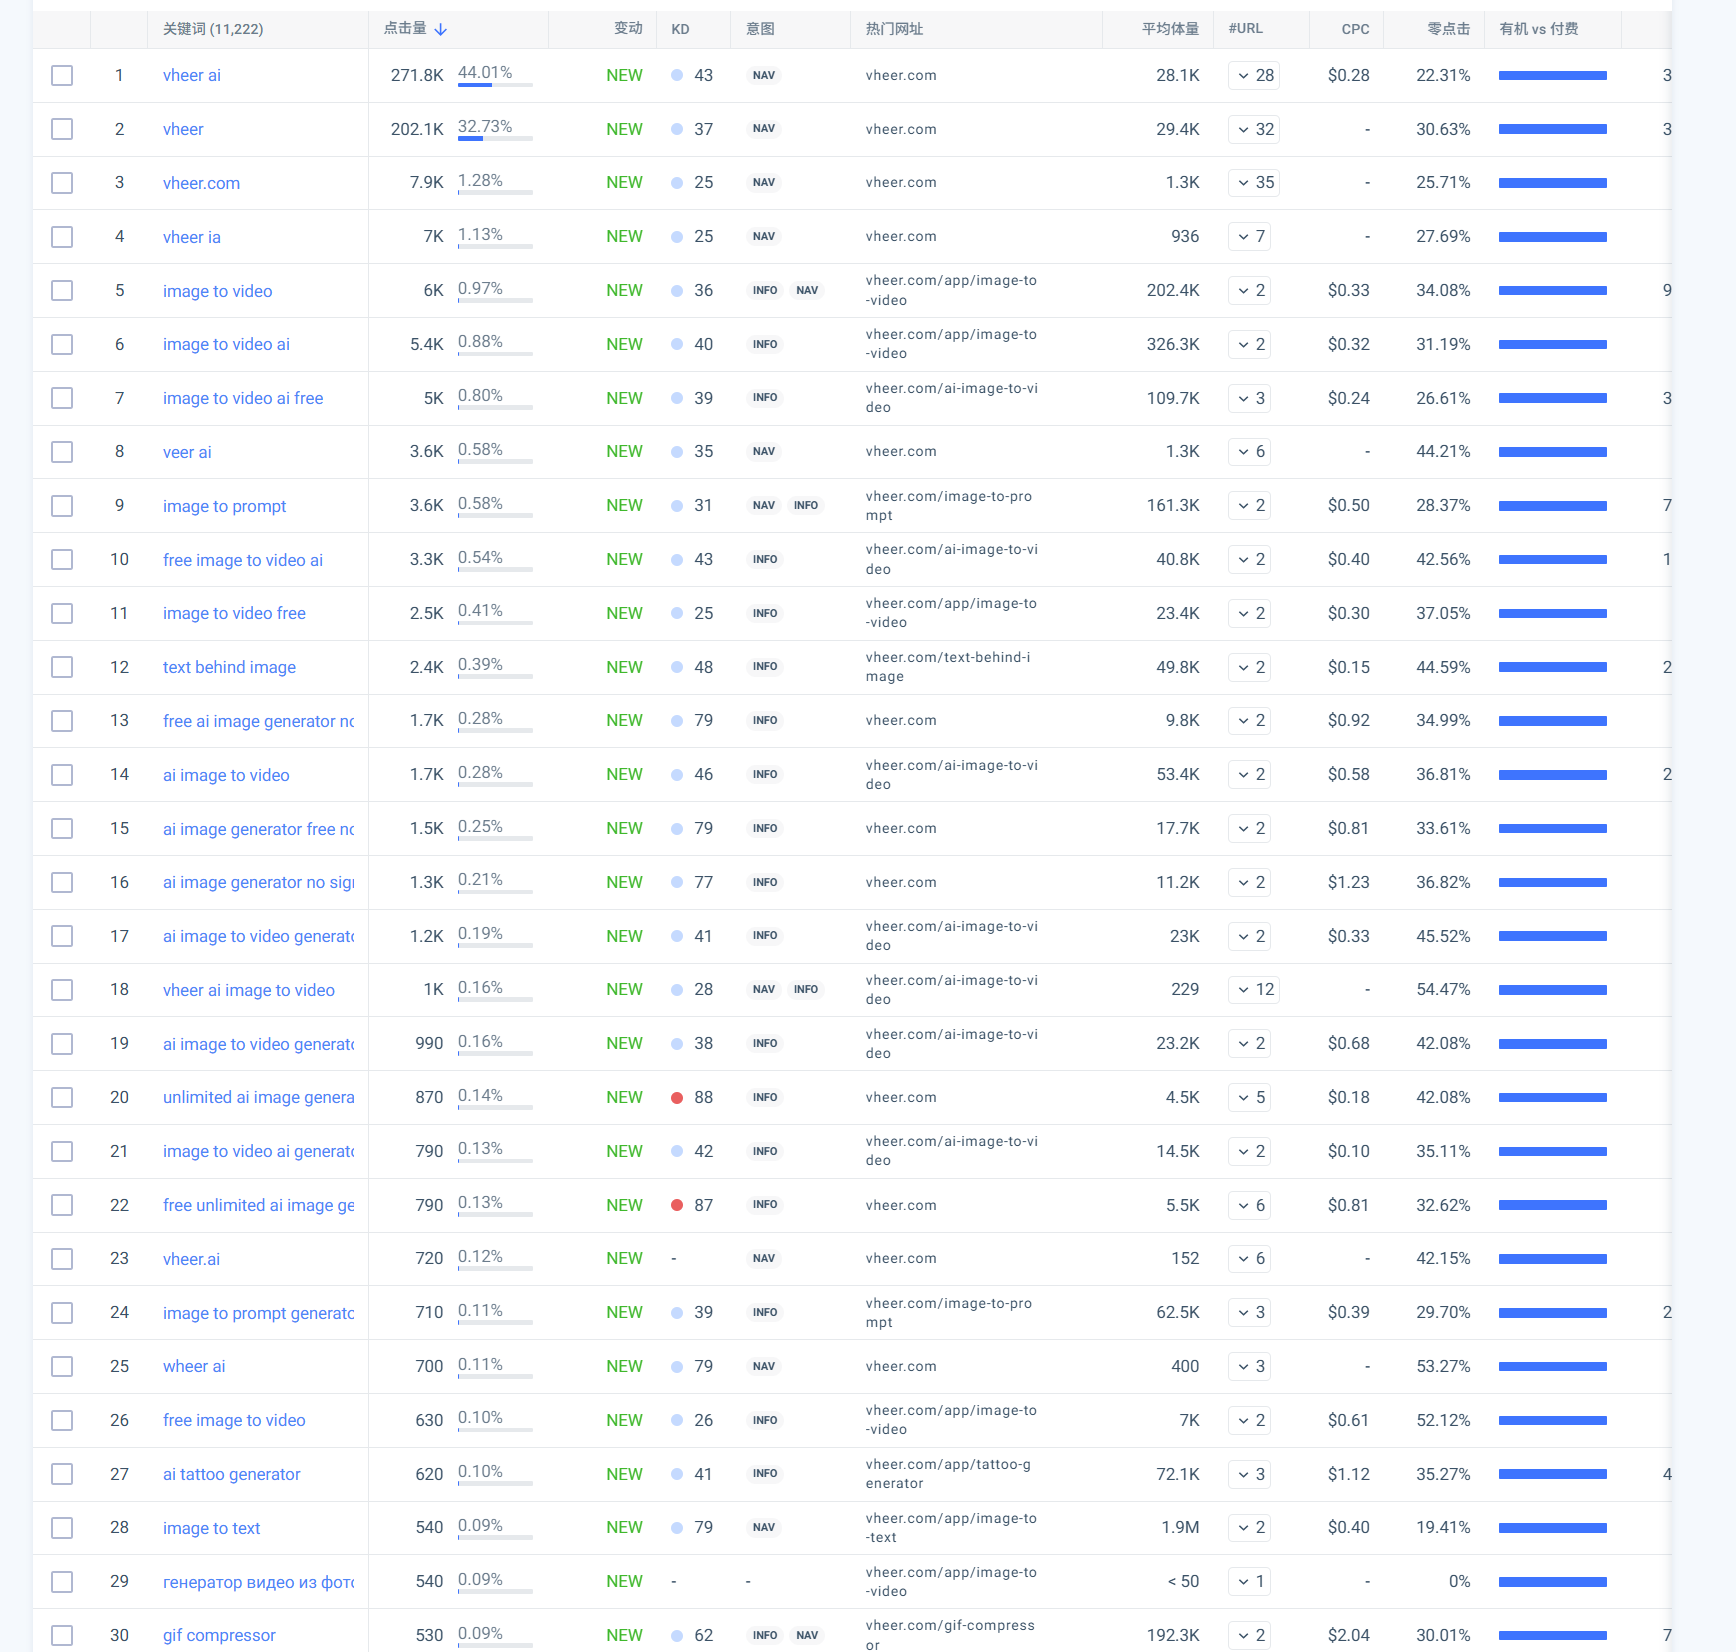 关键词 (11,222) 点击量 变动 KD 意图 热门网址 平均体量 #URL CPC 零点击 有机 vs 付费
1 vheer ai 271.8K 44.01% NEW 43 NAV vheer.com 28.1K 28 $0.28 22.31% 3
2 vheer 202.1K 32.73% NEW 37 NAV vheer.com 29.4K 32 - 30.63% 3
3 vheer.com 7.9K 1.28% NEW 25 NAV vheer.com 1.3K 35 - 25.71%
4 vheer ia 7K 1.13% NEW 25 NAV vheer.com 936 7 - 27.69%
5 image to video 6K 0.97% NEW 36 INFO NAV vheer.com/app/image-to
-video 202.4K 2 $0.33 34.08% 9
6 image to video ai 5.4K 0.88% NEW 40 INFO vheer.com/app/image-to
-video 326.3K 2 $0.32 31.19%
7 image to video ai free 5K 0.80% NEW 39 INFO vheer.com/ai-image-to-vi
deo 109.7K 3 $0.24 26.61% 3
8 veer ai 3.6K 0.58% NEW 35 NAV vheer.com 1.3K 6 - 44.21%
9 image to prompt 3.6K 0.58% NEW 31 NAV INFO vheer.com/image-to-pro
mpt 161.3K 2 $0.50 28.37% 7
10 free image to video ai 3.3K 0.54% NEW 43 INFO vheer.com/ai-image-to-vi
deo 40.8K 2 $0.40 42.56% 1
11 image to video free 2.5K 0.41% NEW 25 INFO vheer.com/app/image-to
-video 23.4K 2 $0.30 37.05%
12 text behind image 2.4K 0.39% NEW 48 INFO vheer.com/text-behind-i
mage 49.8K 2 $0.15 44.59% 2
13 free ai image generator no 1.7K 0.28% NEW 79 INFO vheer.com 9.8K 2 $0.92 34.99%
14 ai image to video 1.7K 0.28% NEW 46 INFO vheer.com/ai-image-to-vi
deo 53.4K 2 $0.58 36.81% 2
15 ai image generator free no 1.5K 0.25% NEW 79 INFO vheer.com 17.7K 2 $0.81 33.61%
16 ai image generator no sign 1.3K 0.21% NEW 77 INFO vheer.com 11.2K 2 $1.23 36.82%
17 ai image to video generato 1.2K 0.19% NEW 41 INFO vheer.com/ai-image-to-vi
deo 23K 2 $0.33 45.52%
18 vheer ai image to video 1K 0.16% NEW 28 NAV INFO vheer.com/ai-image-to-vi
deo 229 12 - 54.47%
19 ai image to video generato 990 0.16% NEW 38 INFO vheer.com/ai-image-to-vi
deo 23.2K 2 $0.68 42.08%
20 unlimited ai image genera 870 0.14% NEW 88 INFO vheer.com 4.5K 5 $0.18 42.08%
21 image to video ai generato 790 0.13% NEW 42 INFO vheer.com/ai-image-to-vi
deo 14.5K 2 $0.10 35.11%
22 free unlimited ai image ge 790 0.13% NEW 87 INFO vheer.com 5.5K 6 $0.81 32.62%
23 vheer.ai 720 0.12% NEW - NAV vheer.com 152 6 - 42.15%
24 image to prompt generato 710 0.11% NEW 39 INFO vheer.com/image-to-pro
mpt 62.5K 3 $0.39 29.70% 2
25 wheer ai 700 0.11% NEW 79 NAV vheer.com 400 3 - 53.27%
26 free image to video 630 0.10% NEW 26 INFO vheer.com/app/image-to
-video 7K 2 $0.61 52.12%
27 ai tattoo generator 620 0.10% NEW 41 INFO vheer.com/app/tattoo-g
enerator 72.1K 3 $1.12 35.27% 4
28 image to text 540 0.09% NEW 79 NAV vheer.com/app/image-to
-text 1.9M 2 $0.40 19.41%
29 генератор видео из фото 540 0.09% NEW - - vheer.com/app/image-to
-video < 50 1 - 0%
30 gif compressor 530 0.09% NEW 62 INFO NAV vheer.com/gif-compress
or 192.3K 2 $2.04 30.01% 7